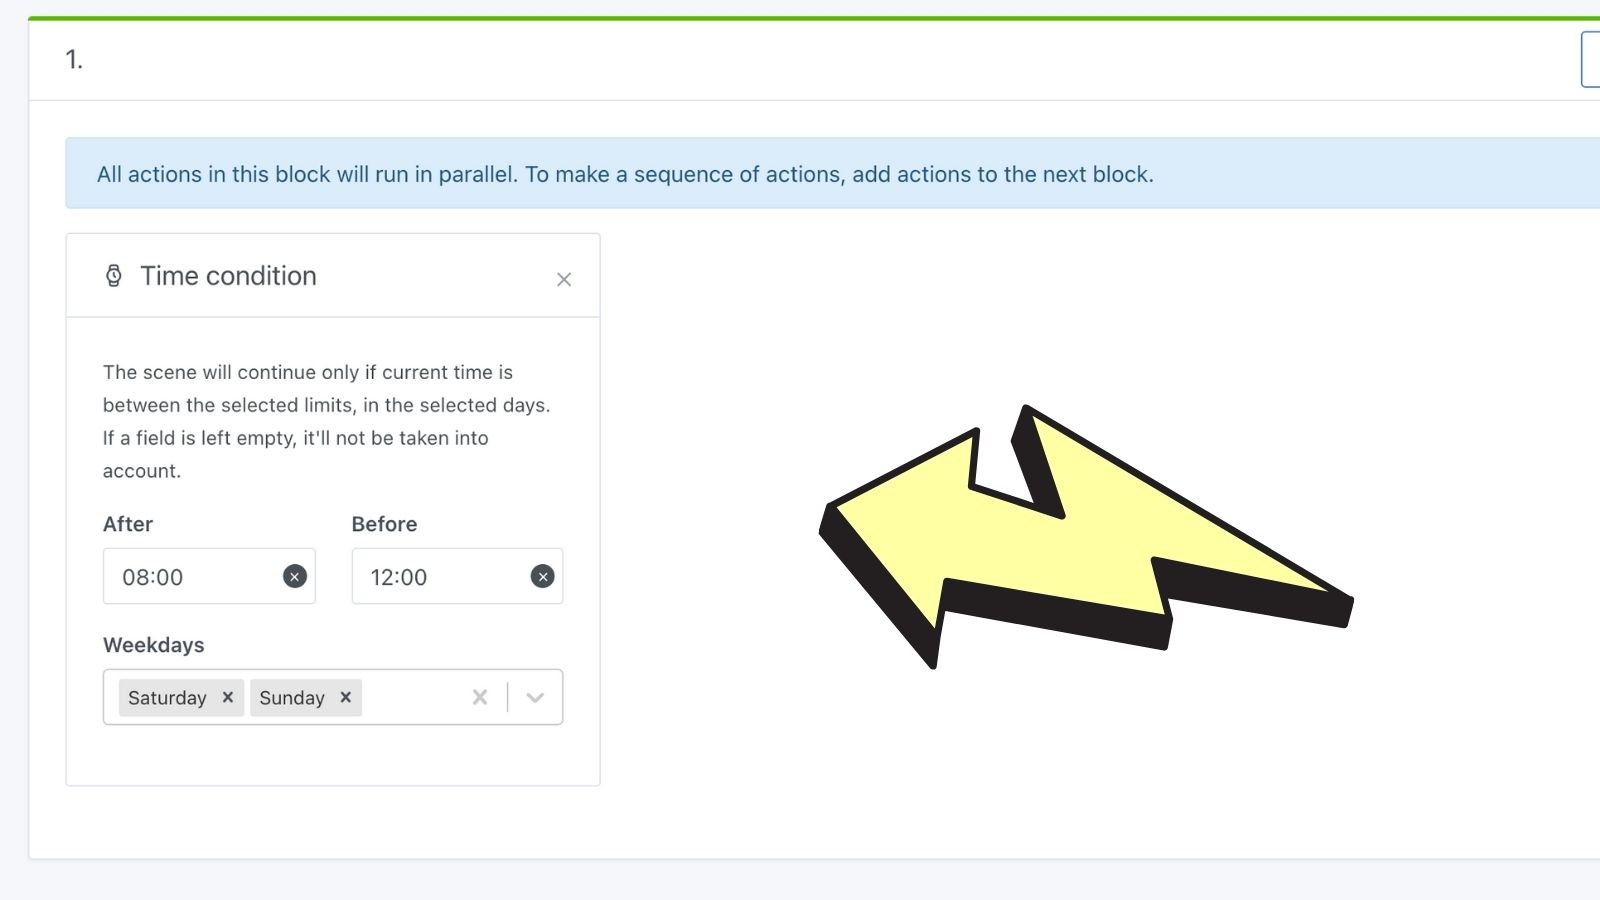 1.
All actions in this block will run in parallel. To make a sequence of actions, add actions to the next block.
Time condition
The scene will continue only if current time is
between the selected limits, in the selected days.
If a field is left empty, it'll not be taken into
account.
After Before
08:00 12:00
Weekdays
Saturday Sunday